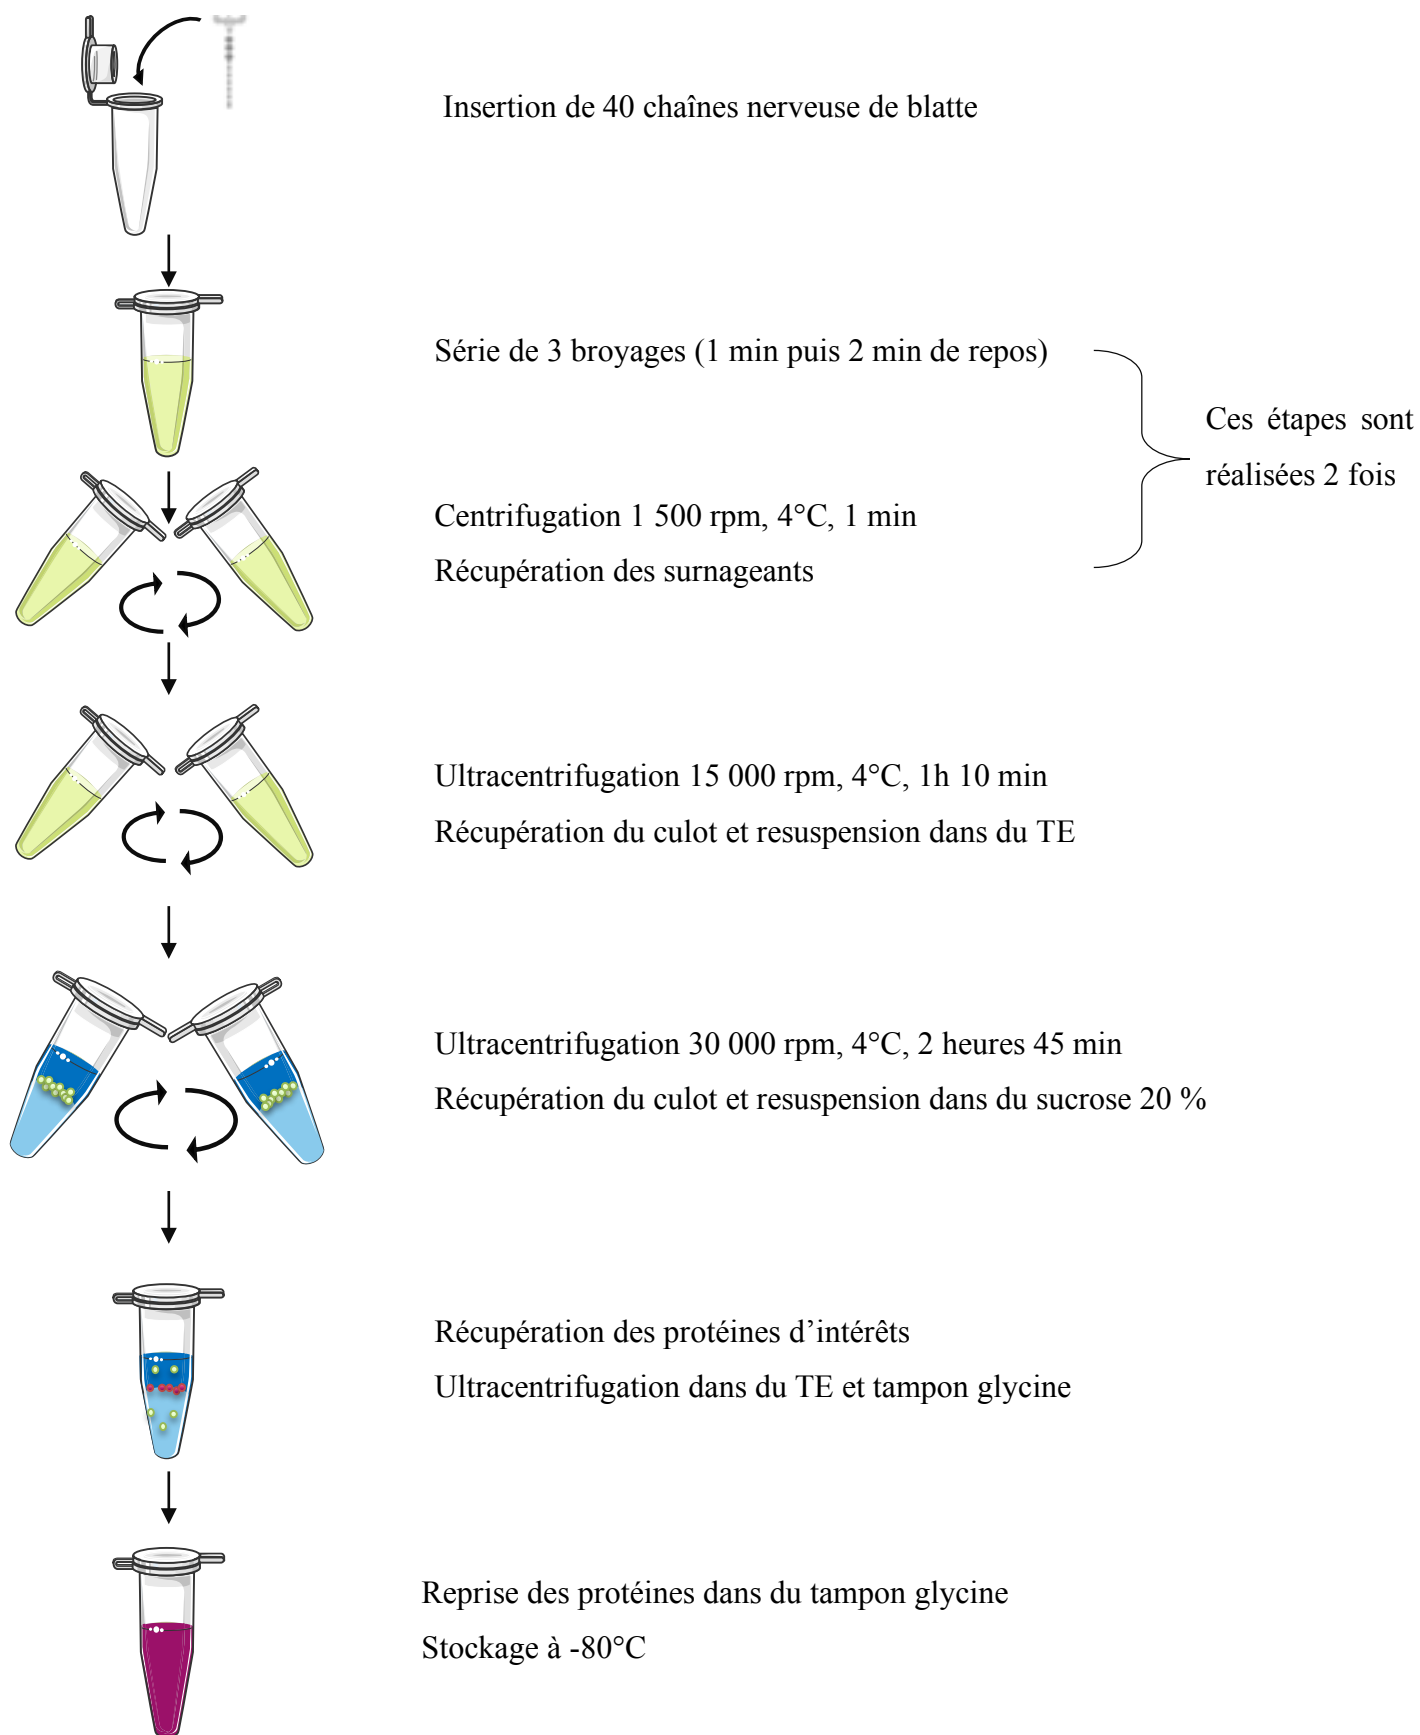 Insertion de 40 chaînes nerveuse de blatte
Série de 3 broyages (1 min puis 2 min de repos)
Ces étapes sont
réalisées 2 fois
Centrifugation 1 500 rpm, 4°C, 1 min
Récupération des surnageants
Ultracentrifugation 15 000 rpm, 4°C, 1h 10 min
Récupération du culot et resuspension dans du TE
Ultracentrifugation 30 000 rpm, 4°C, 2 heures 45 min
Récupération du culot et resuspension dans du sucrose 20 %
Récupération des protéines d’intérêts
Ultracentrifugation dans du TE et tampon glycine
Reprise des protéines dans du tampon glycine
Stockage à -80°C